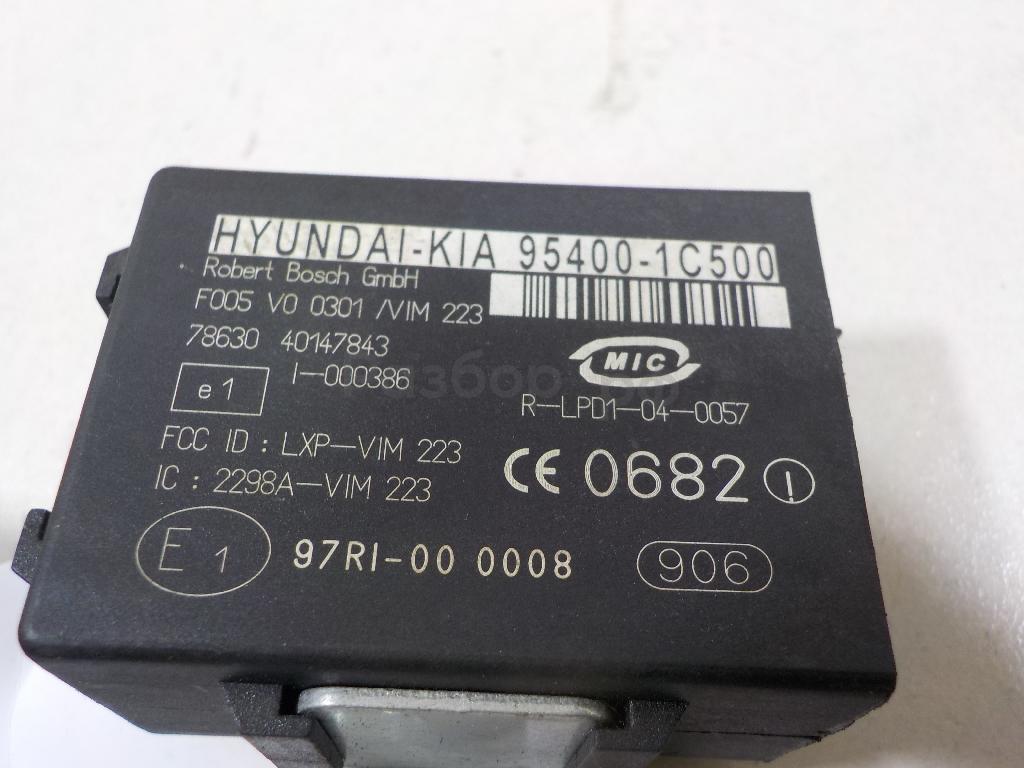 HYUNDAI-KIA 95400-1C500
Robert Bosch GmbH
F005 V0 0301 /VIM 223
78630 40147843
MIC
I-000386
e1
R-LPD1-04-0057
FCC ID : LXP-VIM 223
CE 0682 !
IC : 2298A-VIM 223
E1 97RI-00 0008 906